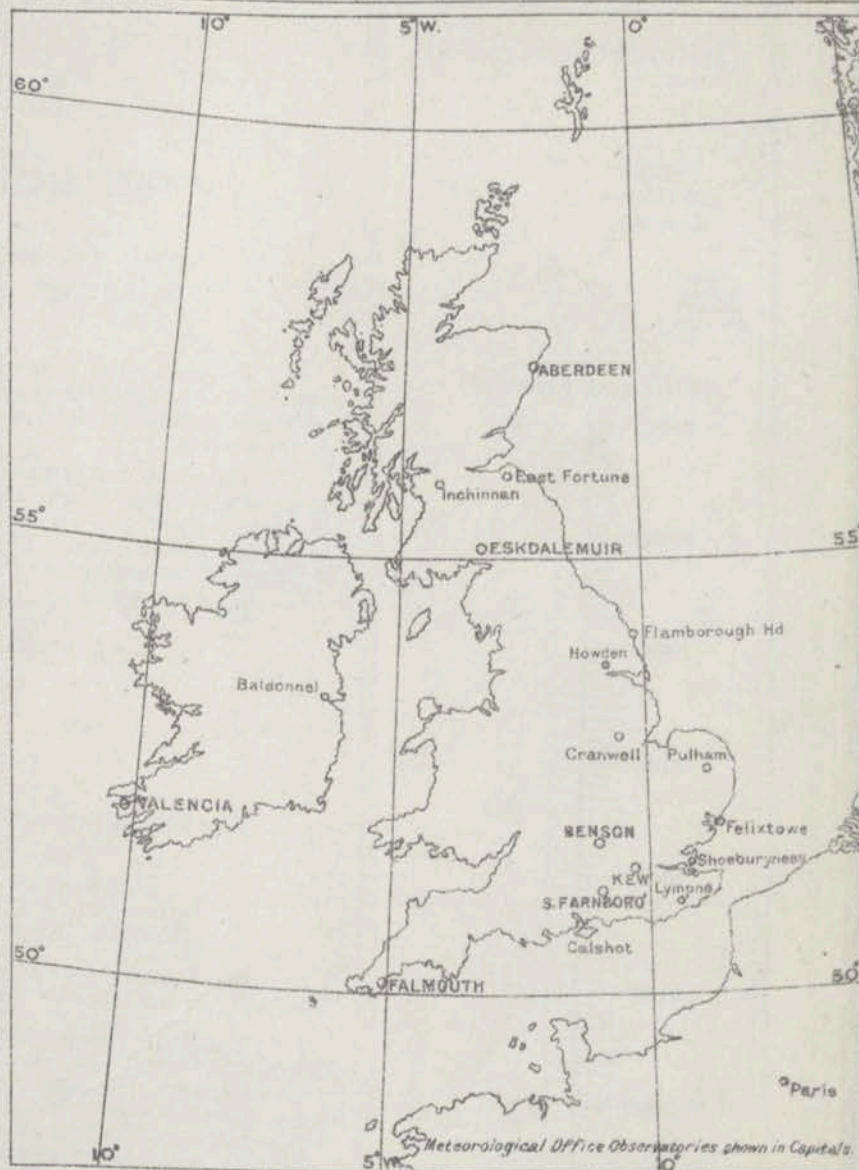 10° 5°W. 0°
60°
ABERDEEN
East Fortune
Inchinnan
55° 55°
ESKDALEMUIR
Flamborough Hd
Howden
Baldonnel
Cranwell Pulham
VALENCIA
Felixtowe
BENSON
Shoeburyness
KEW
Lympne
S. FARNBORO'
Calshot
50° 50°
FALMOUTH
Paris
Meteorological Office Observatories shown in Capitals.
10° 5°W. 0°